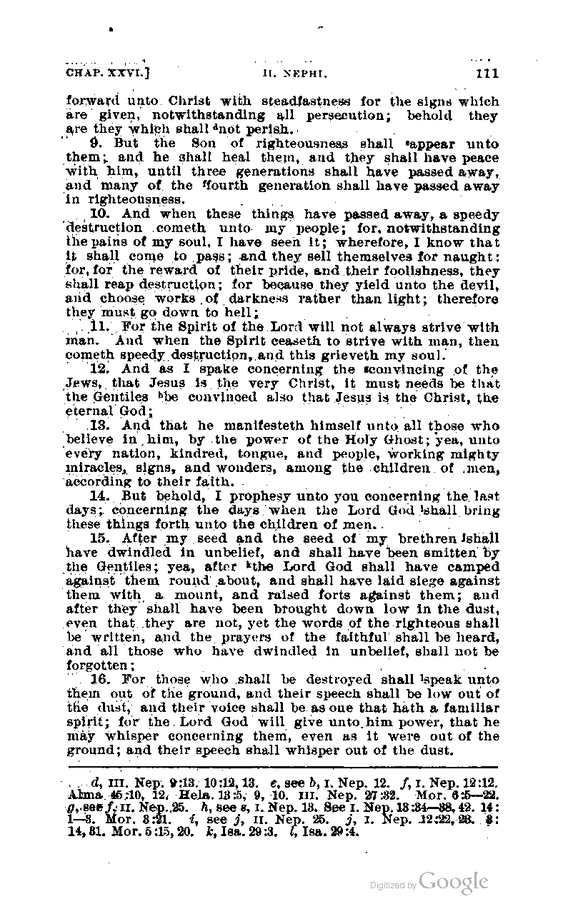 CHAP. XXVI.] II. NEPHI. 111
forward unto Christ with steadfastness for the signs which
are given, notwithstanding all persecution; behold they
are they which shall dnot perish.
9. But the Son of righteousness shall eappear unto
them; and he shall heal them, and they shall have peace
with him, until three generations shall have passed away,
and many of the ffourth generation shall have passed away
in righteousness.
10. And when these things have passed away, a speedy
destruction cometh unto my people; for, notwithstanding
the pains of my soul, I have seen it; wherefore, I know that
it shall come to pass; and they sell themselves for naught:
for, for the reward of their pride, and their foolishness, they
shall reap destruction; for because they yield unto the devil,
and choose works of darkness rather than light; therefore
they must go down to hell;
11. For the Spirit of the Lord will not always strive with
man. And when the Spirit ceaseth to strive with man, then
cometh speedy destruction, and this grieveth my soul.
12. And as I spake concerning the gconvincing of the
Jews, that Jesus is the very Christ, it must needs be that
the Gentiles hbe convinced also that Jesus is the Christ, the
eternal God;
13. And that he manifesteth himself unto all those who
believe in him, by the power of the Holy Ghost; yea, unto
every nation, kindred, tongue, and people, working mighty
miracles, signs, and wonders, among the children of men,
according to their faith.
14. But behold, I prophesy unto you concerning the last
days; concerning the days when the Lord God ishall bring
these things forth unto the children of men.
15. After my seed and the seed of my brethren jshall
have dwindled in unbelief, and shall have been smitten by
the Gentiles; yea, after kthe Lord God shall have camped
against them round about, and shall have laid siege against
them with a mount, and raised forts against them; and
after they shall have been brought down low in the dust,
even that they are not, yet the words of the righteous shall
be written, and the prayers of the faithful shall be heard,
and all those who have dwindled in unbelief, shall not be
forgotten;
16. For those who shall be destroyed shall lspeak unto
them out of the ground, and their speech shall be low out of
the dust, and their voice shall be as one that hath a familiar
spirit; for the Lord God will give unto him power, that he
may whisper concerning them, even as it were out of the
ground; and their speech shall whisper out of the dust.
d, III. Nep. 9:13. 10:12, 13. e, see b, I. Nep. 12. f, I. Nep. 12:12.
Alma 45:10, 12. Hela. 13:5, 9, 10. III. Nep. 27:32. Mor. 6:5—22.
g, see f, II. Nep. 25. h, see s, I. Nep. 13. See I. Nep. 13:34—38, 42. 14:
1—3. Mor. 3:21. i, see j, II. Nep. 25. j, I. Nep. 12:22, 23.
14, 31. Mor. 5:15, 20. k, Isa. 29:3. l, Isa. 29:4.
Digitized by Google